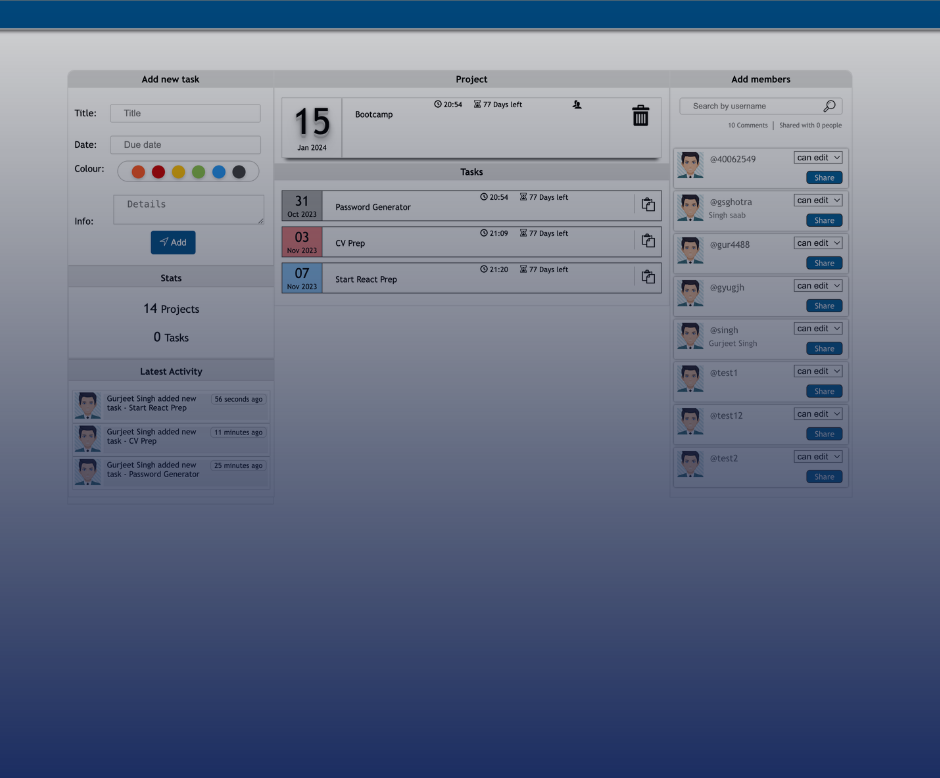 Add new task
Title:
Title
Date:
Due date
Colour:
Info:
Details
Add
Stats
14 Projects
0 Tasks
Latest Activity
Gurjeet Singh added new
task - Start React Prep
56 seconds ago
Gurjeet Singh added new
task - CV Prep
11 minutes ago
Gurjeet Singh added new
task - Password Generator
25 minutes ago
Project
15
Jan 2024
Bootcamp
20:54
77 Days left
Tasks
31
Oct 2023
Password Generator
20:54
77 Days left
03
Nov 2023
CV Prep
21:09
77 Days left
07
Nov 2023
Start React Prep
21:20
77 Days left
Add members
Search by username
10 Comments | Shared with 0 people
@40062549
can edit
Share
@gsghotra
Singh saab
can edit
Share
@gur4488
can edit
Share
@gyugjh
can edit
Share
@singh
Gurjeet Singh
can edit
Share
@test1
can edit
Share
@test12
can edit
Share
@test2
can edit
Share